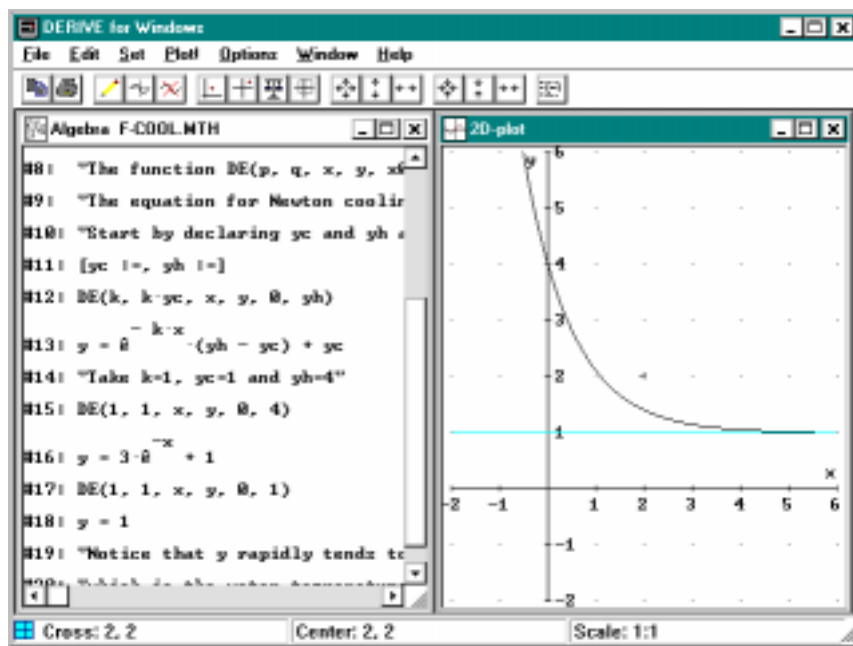 DERIVE for Windows
File Edit Set Plot! Options Window Help
Algebra F-COOL.MTH
#8: "The function DE(p, q, x, y, x
#9: "The equation for Newton coolin
#10: "Start by declaring yc and yh a
#11: [yc :=, yh :=]
#12: DE(k, k·yc, x, y, 0, yh)
#13: y = ê^(- k·x)·(yh - yc) + yc
#14: "Take k=1, yc=1 and yh=4"
#15: DE(1, 1, x, y, 0, 4)
#16: y = 3·ê^(-x) + 1
#17: DE(1, 1, x, y, 0, 1)
#18: y = 1
#19: "Notice that y rapidly tends to
2D-plot
y 6
5
4
3
2
1
x
-2 -1 1 2 3 4 5 6
-1
-2
Cross: 2, 2 Center: 2, 2 Scale: 1:1